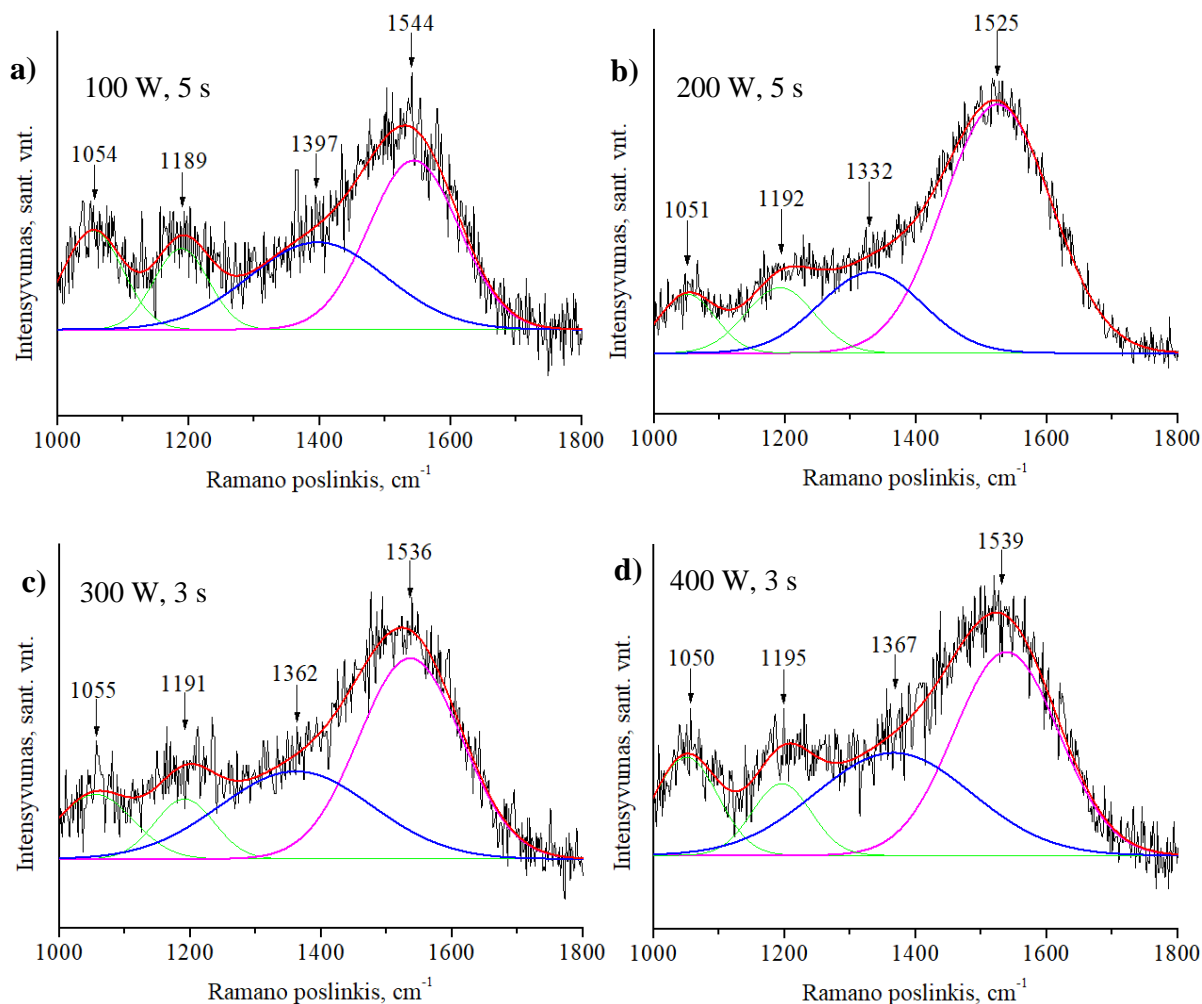 a)
100 W, 5 s
1054
1189
1397
1544
Intensyvumas, sant. vnt.
1000 1200 1400 1600 1800
Ramano poslinkis, cm-1
b)
200 W, 5 s
1051
1192
1332
1525
Intensyvumas, sant. vnt.
1000 1200 1400 1600 1800
Ramano poslinkis, cm-1
c)
300 W, 3 s
1055
1191
1362
1536
Intensyvumas, sant. vnt.
1000 1200 1400 1600 1800
Ramano poslinkis, cm-1
d)
400 W, 3 s
1050
1195
1367
1539
Intensyvumas, sant. vnt.
1000 1200 1400 1600 1800
Ramano poslinkis, cm-1